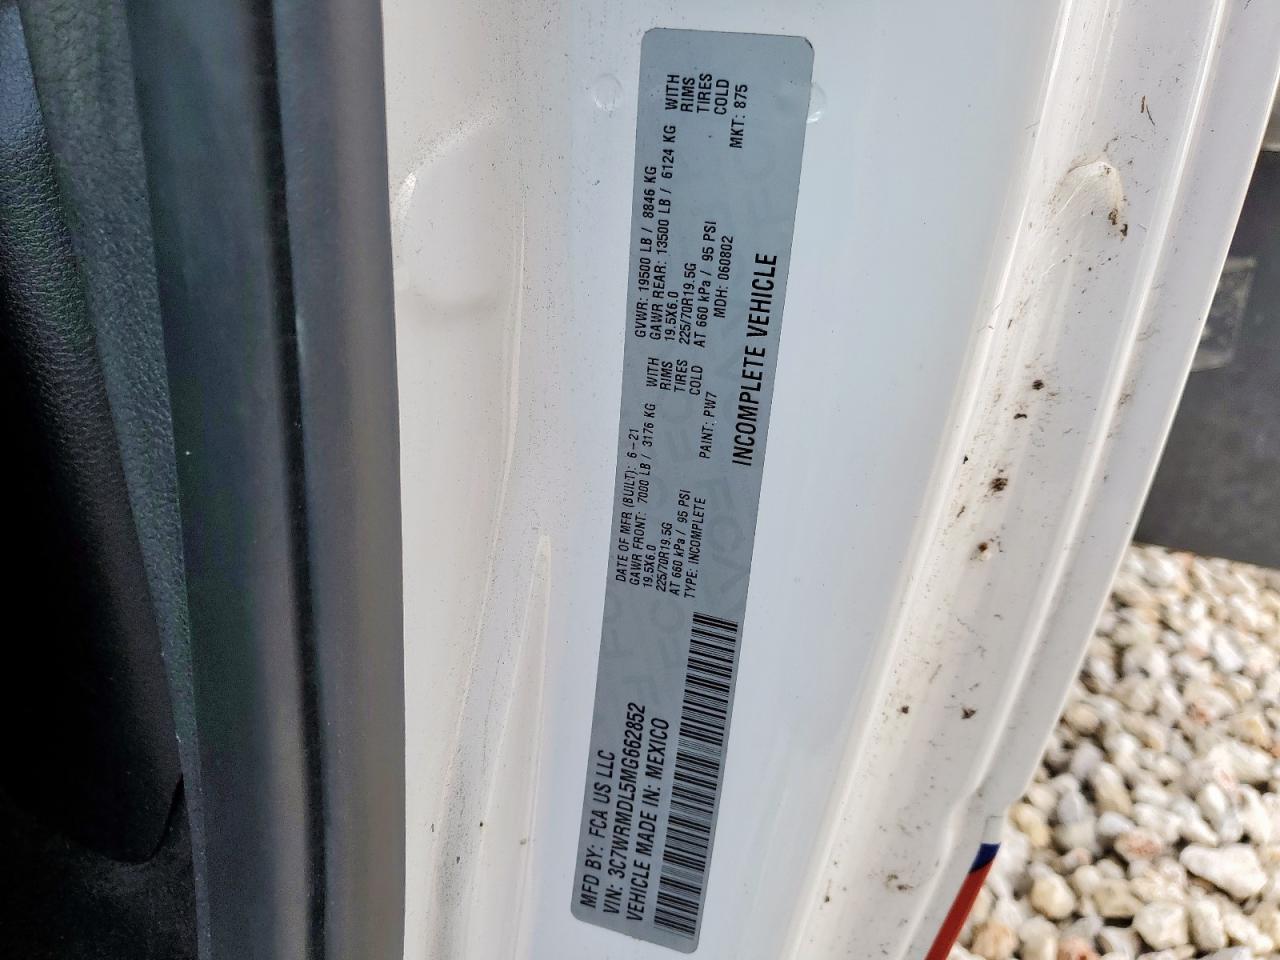 MFD BY: FCA US LLC
VIN: 3C7WRMDL5MG662852
VEHICLE MADE IN: MEXICO
DATE OF MFR (BUILT): 6-21
GAWR FRONT: 7000 LB / 3176 KG WITH
19.5X6.0 RIMS
225/70R19.5G TIRES
AT 660 kPa / 95 PSI COLD
TYPE: INCOMPLETE
GVWR: 19500 LB / 8846 KG
GAWR REAR: 13500 LB / 6124 KG WITH
19.5X6.0 RIMS
225/70R19.5G TIRES
AT 660 kPa / 95 PSI COLD
PAINT: PW7 MDH: 060802 MKT: 875
INCOMPLETE VEHICLE